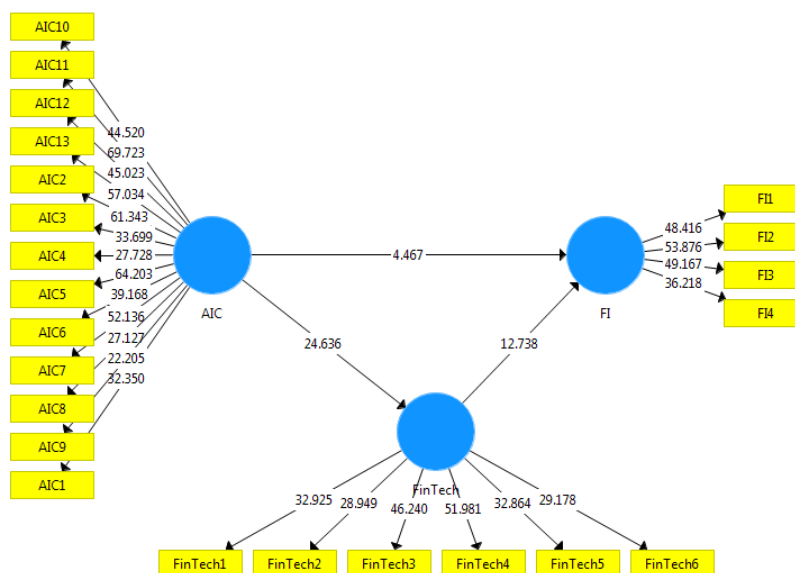 AIC10
AIC11
AIC12
AIC13
AIC2
AIC3
AIC4
AIC5
AIC6
AIC7
AIC8
AIC9
AIC1
44.520
69.723
45.023
57.034
61.343
33.699
27.728
64.203
39.168
52.136
27.127
22.205
32.350
AIC
4.467
FI
48.416
53.876
49.167
36.218
FI1
FI2
FI3
FI4
24.636
12.738
FinTech
32.925
28.949
46.240
51.981
32.864
29.178
FinTech1
FinTech2
FinTech3
FinTech4
FinTech5
FinTech6